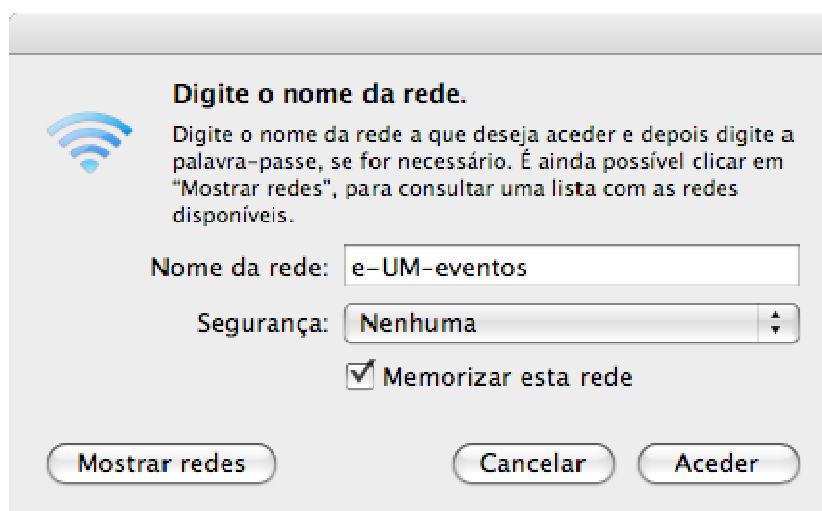 Digite o nome da rede.
Digite o nome da rede a que deseja aceder e depois digite a
palavra-passe, se for necessário. É ainda possível clicar em
"Mostrar redes", para consultar uma lista com as redes
disponíveis.
Nome da rede: e-UM-eventos
Segurança: Nenhuma
Memorizar esta rede
Mostrar redes Cancelar Aceder